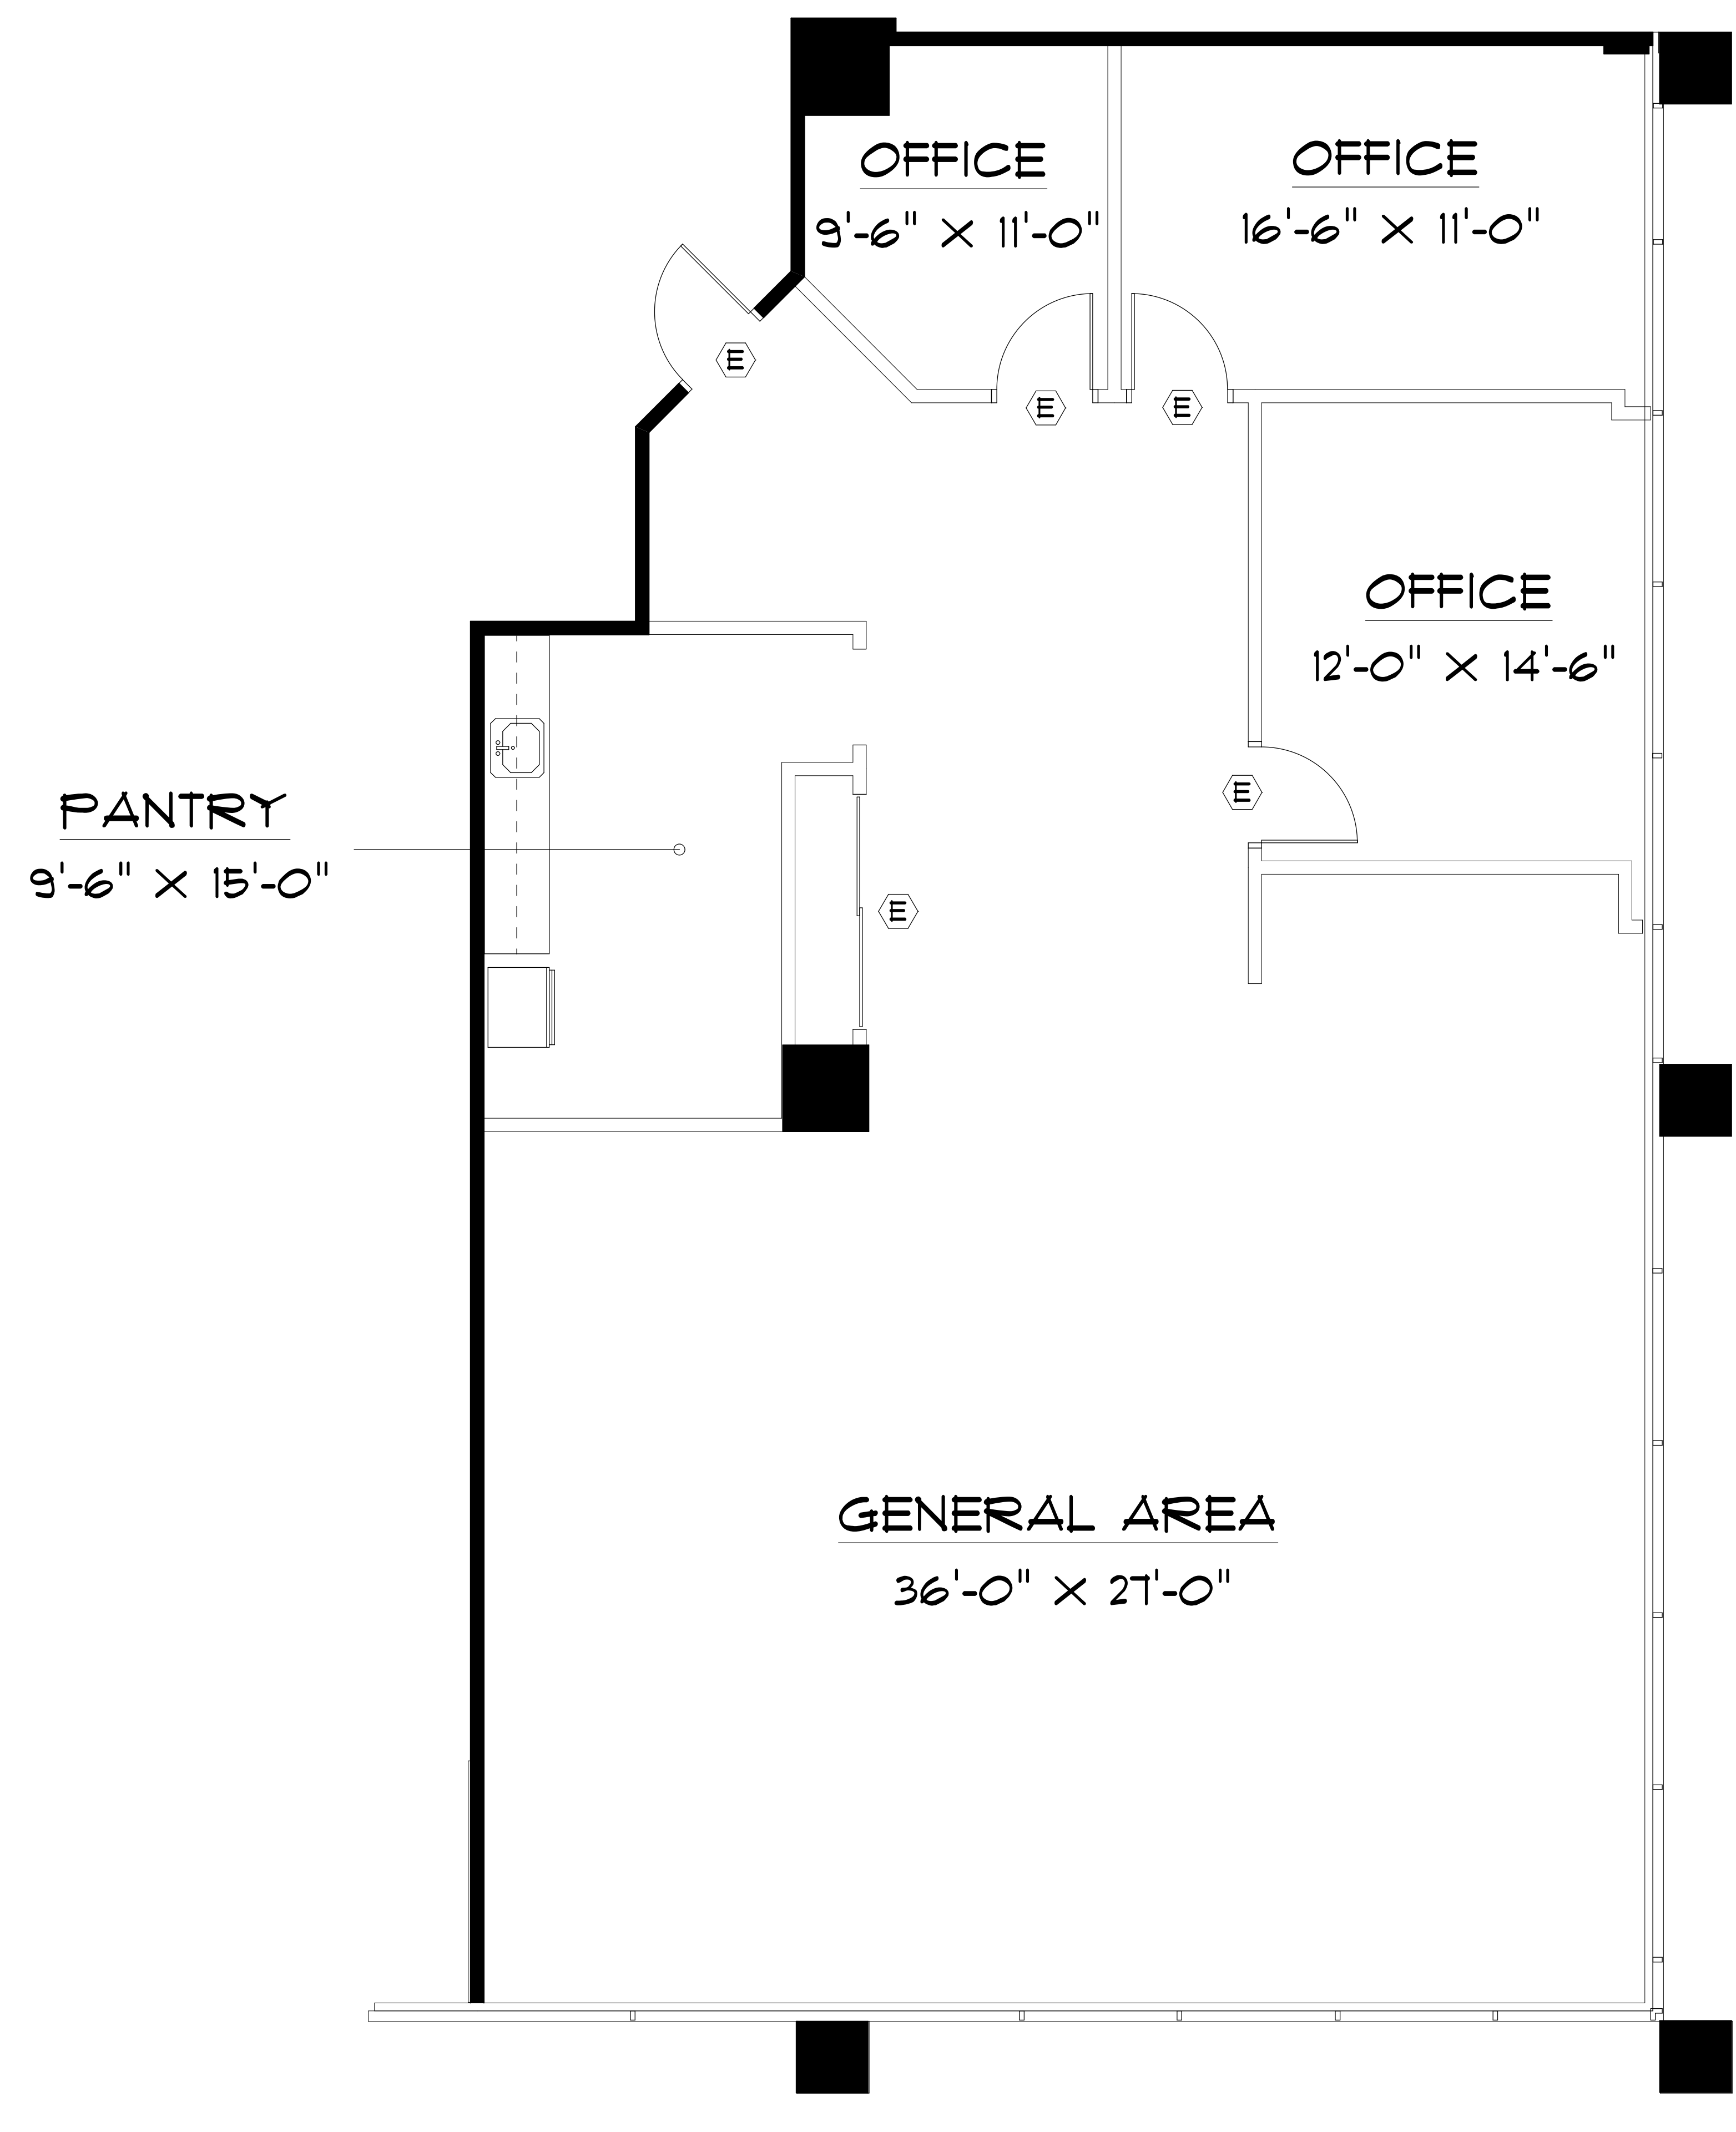 OFFICE
9'-6" X 11'-0"
OFFICE
16'-6" X 11'-0"
E
E
E
OFFICE
12'-0" X 14'-6"
E
PANTRY
9'-6" X 15'-0"
E
GENERAL AREA
36'-0" X 27'-0"